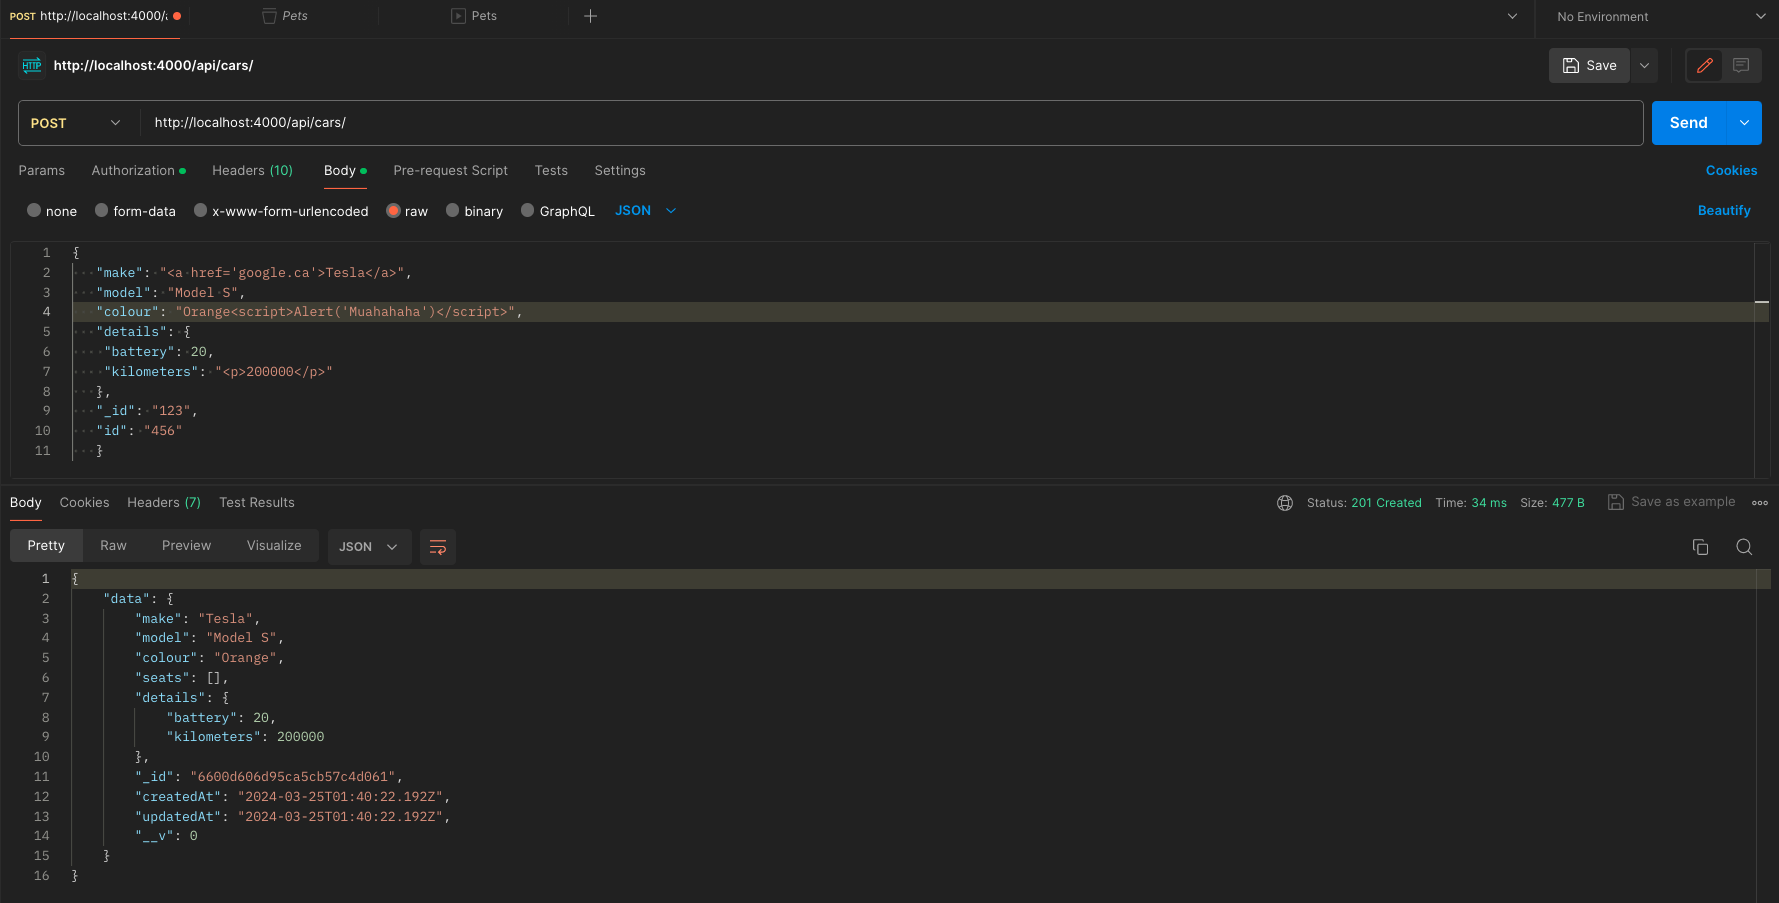 POST http://localhost:4000/a Pets Pets No Environment
HTTP http://localhost:4000/api/cars/ Save
POST http://localhost:4000/api/cars/ Send
Params Authorization Headers (10) Body Pre-request Script Tests Settings Cookies
none form-data x-www-form-urlencoded raw binary GraphQL JSON Beautify
1 {
2 "make": "<a href='google.ca'>Tesla</a>",
3 "model": "Model S",
4 "colour": "Orange<script>Alert('Muahahaha')</script>",
5 "details": {
6 "battery": 20,
7 "kilometers": "<p>200000</p>"
8 },
9 "_id": "123",
10 "id": "456"
11 }
Body Cookies Headers (7) Test Results Status: 201 Created Time: 34 ms Size: 477 B Save as example
Pretty Raw Preview Visualize JSON
1 {
2 "data": {
3 "make": "Tesla",
4 "model": "Model S",
5 "colour": "Orange",
6 "seats": [],
7 "details": {
8 "battery": 20,
9 "kilometers": 200000
10 },
11 "_id": "6600d606d95ca5cb57c4d061",
12 "createdAt": "2024-03-25T01:40:22.192Z",
13 "updatedAt": "2024-03-25T01:40:22.192Z",
14 "__v": 0
15 }
16 }